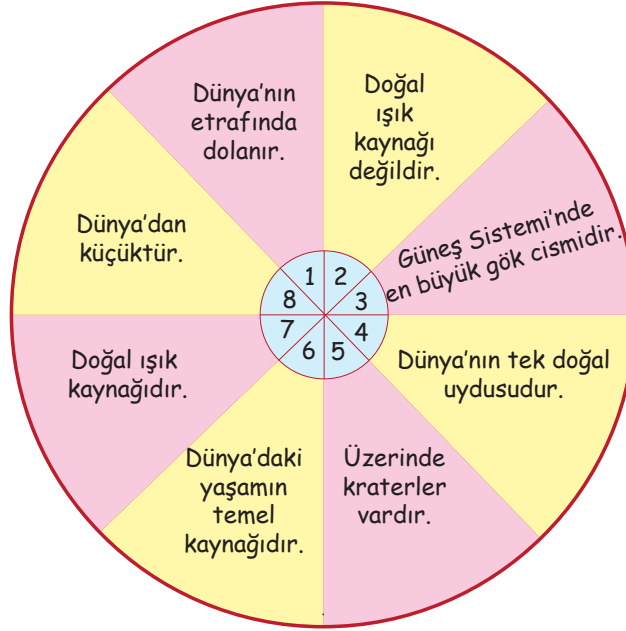 Dünya'nın
etrafında
dolanır.
Doğal
ışık
kaynağı
değildir.
Güneş Sistemi'nde
en büyük gök cismidir.
Dünya'nın tek doğal
uydusudur.
Üzerinde
kraterler
vardır.
Dünya'daki
yaşamın
temel
kaynağıdır.
Doğal ışık
kaynağıdır.
Dünya'dan
küçüktür.
1
2
3
4
5
6
7
8